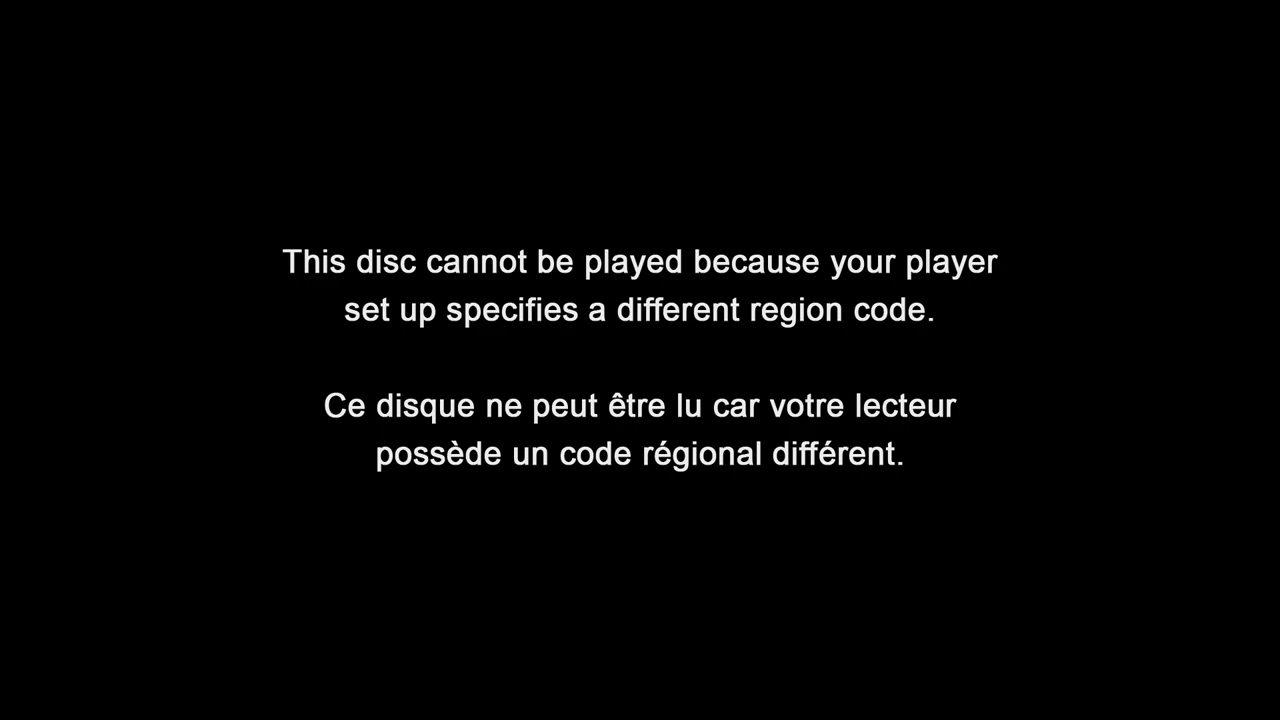 This disc cannot be played because your player
set up specifies a different region code.
Ce disque ne peut être lu car votre lecteur
possède un code régional différent.